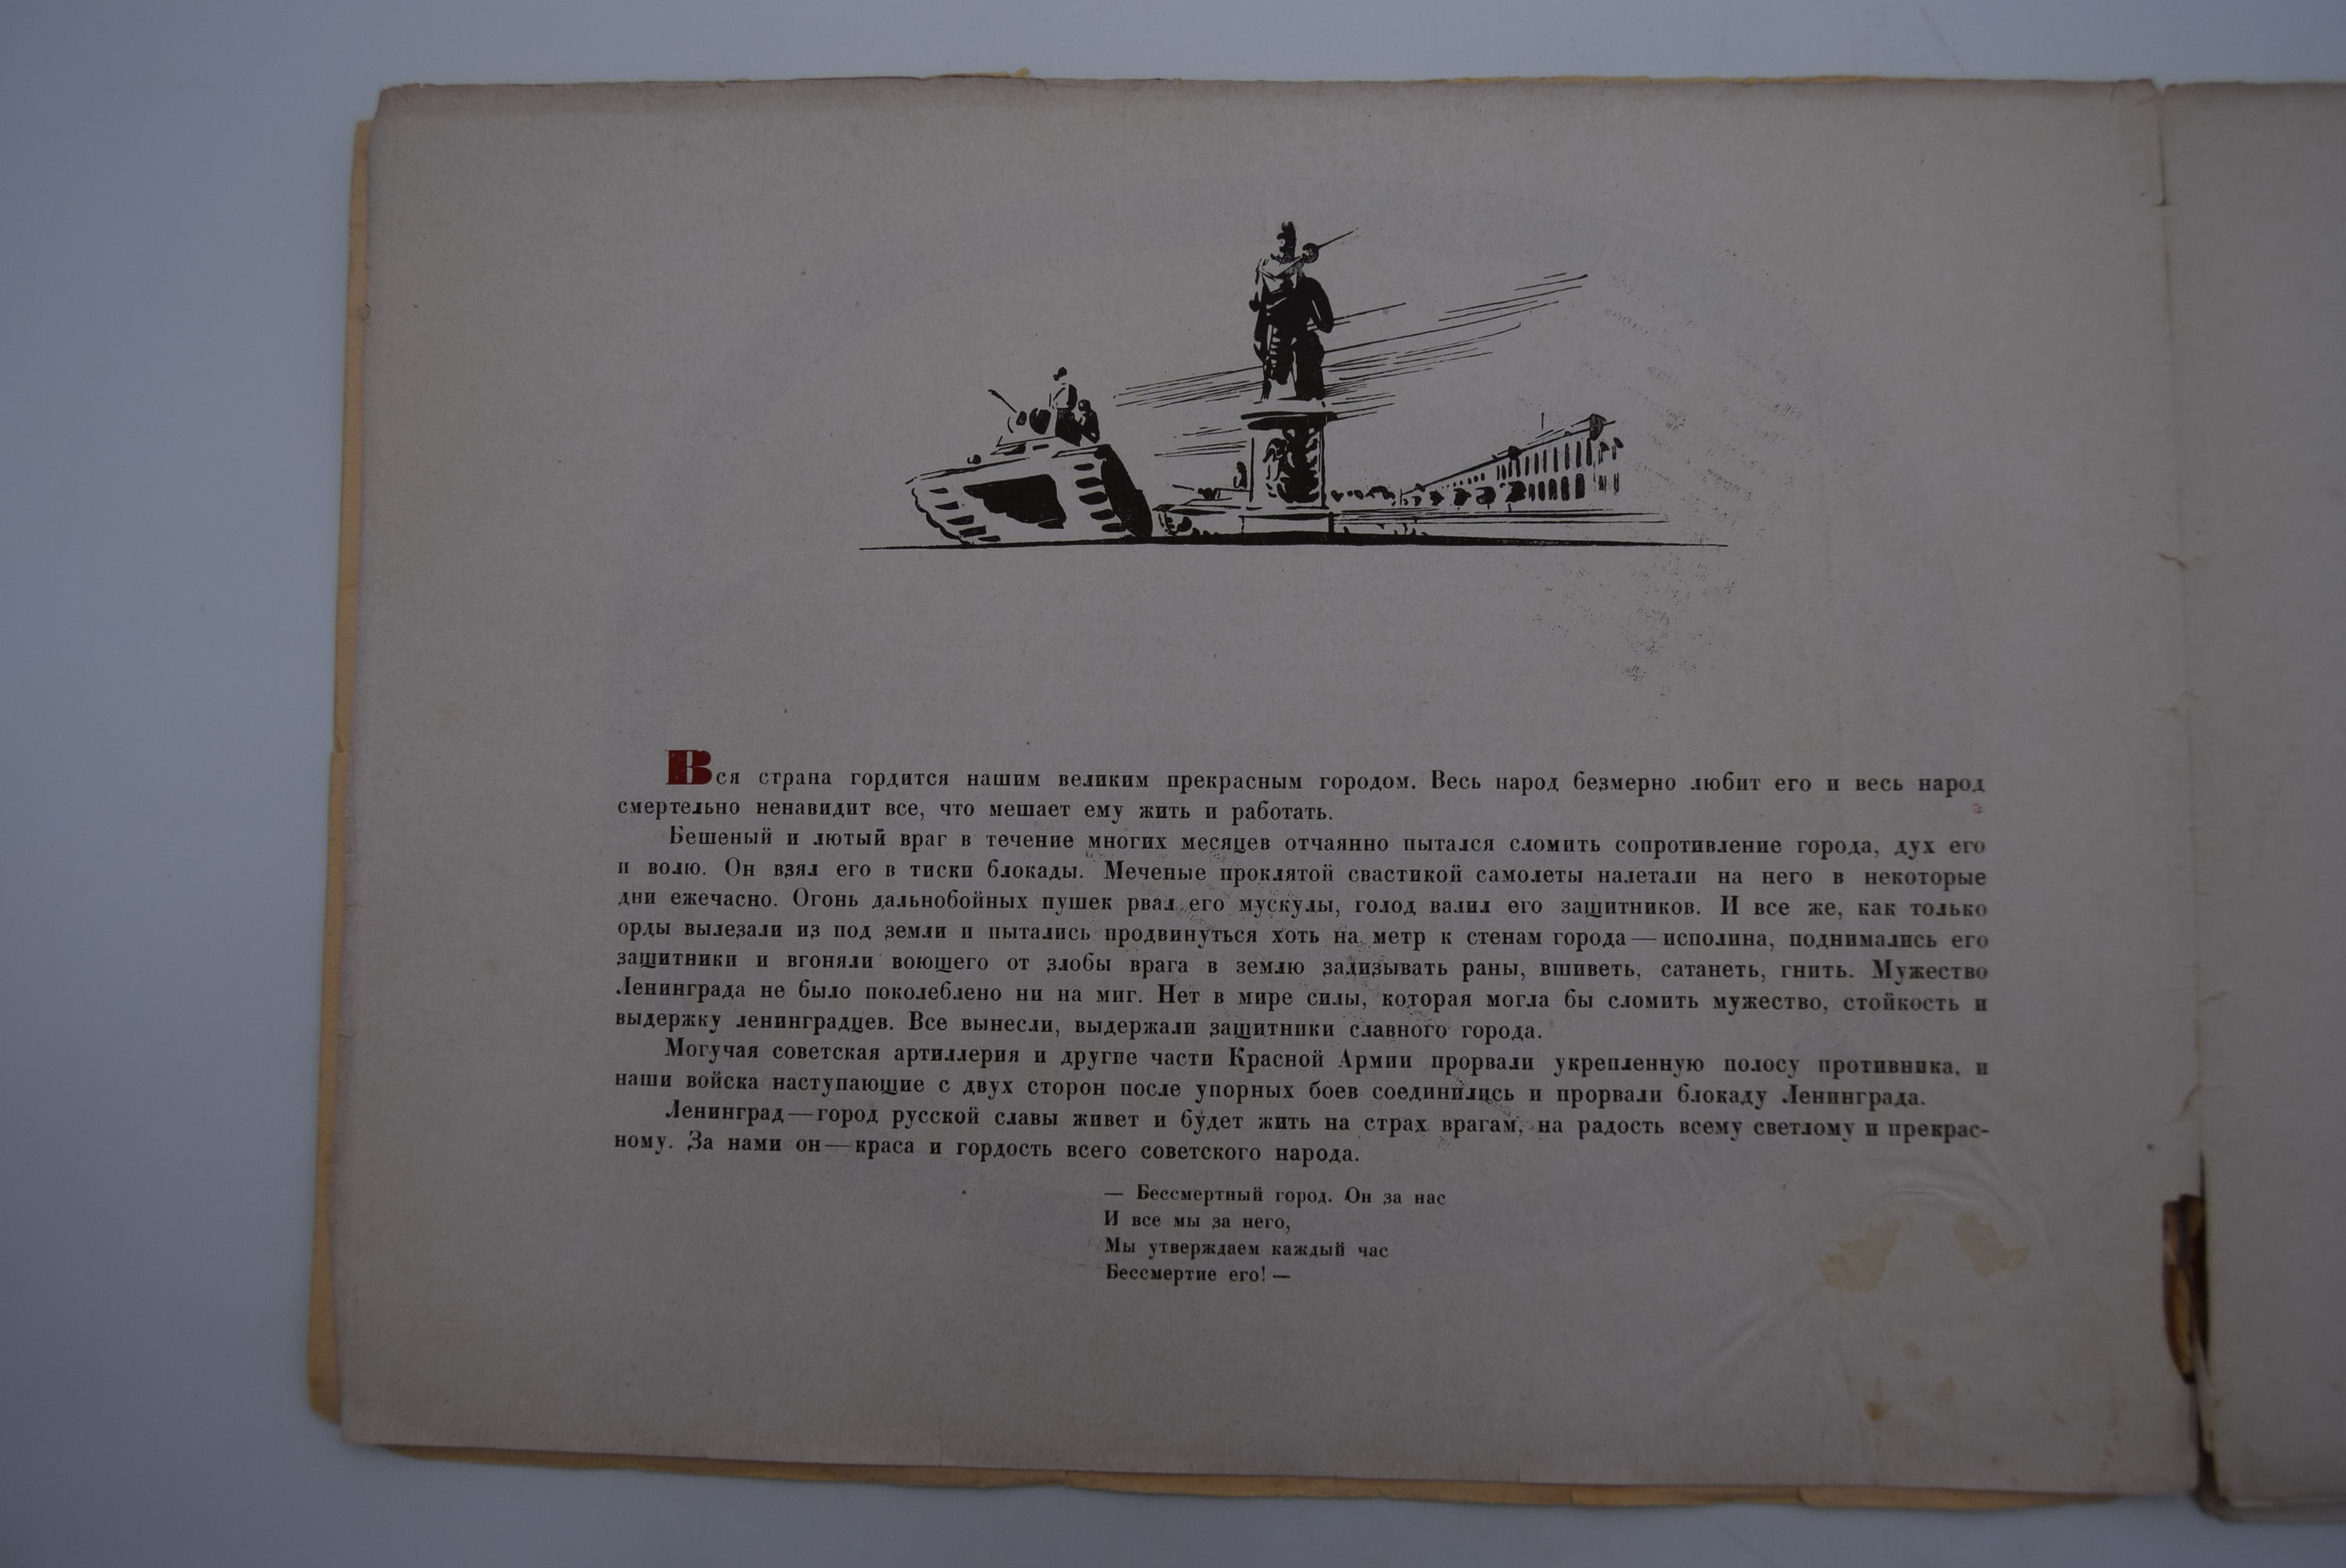 Вся страна гордится нашим великим прекрасным городом. Весь народ безмерно любит его и весь народ
смертельно ненавидит все, что мешает ему жить и работать.
Бешеный и лютый враг в течение многих месяцев отчаянно пытался сломить сопротивление города, дух его
и волю. Он взял его в тиски блокады. Меченые проклятой свастикой самолеты налетали на него в некоторые
дни ежечасно. Огонь дальнобойных пушек рвал его мускулы, голод валил его защитников. И все же, как только
орды вылезали из под земли и пытались продвинуться хоть на метр к стенам города — исполина, поднимались его
защитники и вгоняли воющего от злобы врага в землю зализывать раны, вшиветь, сатанеть, гнить. Мужество
Ленинграда не было поколеблено ни на миг. Нет в мире силы, которая могла бы сломить мужество, стойкость и
выдержку ленинградцев. Все вынесли, выдержали защитники славного города.
Могучая советская артиллерия и другие части Красной Армии прорвали укрепленную полосу противника, и
наши войска наступающие с двух сторон после упорных боев соединились и прорвали блокаду Ленинграда.
Ленинград — город русской славы живет и будет жить на страх врагам, на радость всему светлому и прекрас-
ному. За нами он — краса и гордость всего советского народа.
— Бессмертный город. Он за нас
И все мы за него,
Мы утверждаем каждый час
Бессмертие его! —